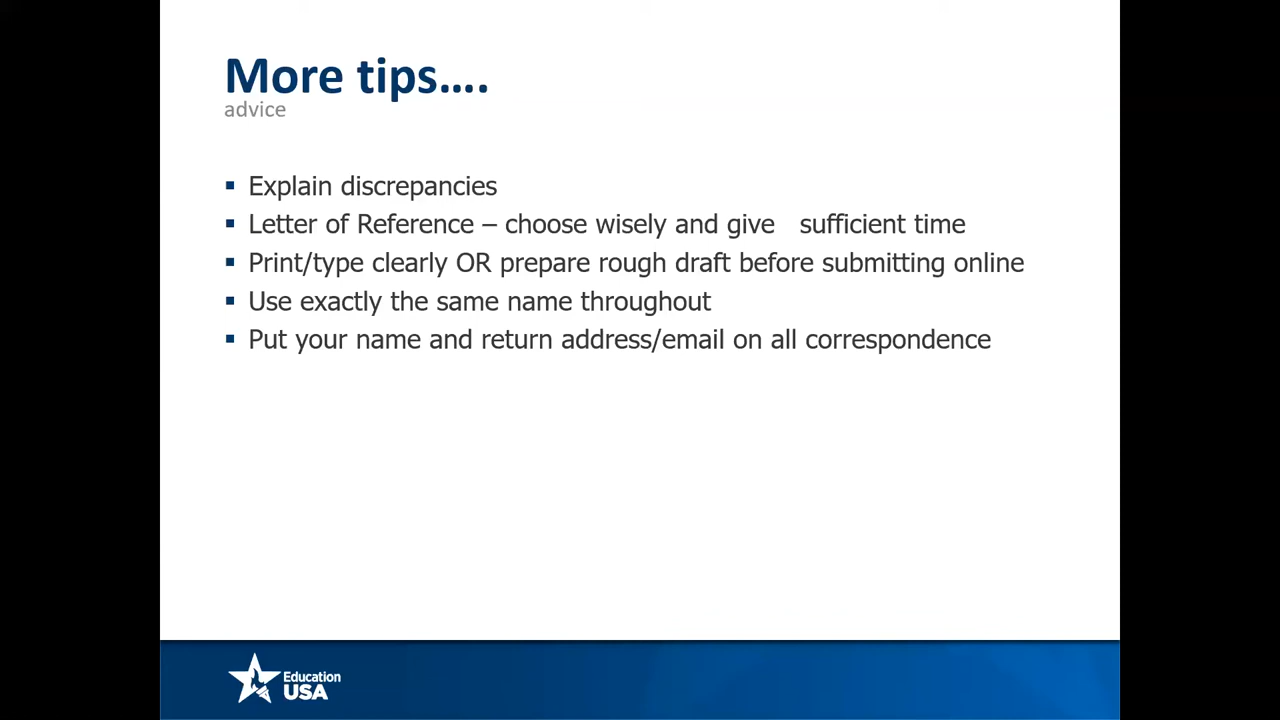 More tips….
advice
▪ Explain discrepancies
▪ Letter of Reference – choose wisely and give   sufficient time
▪ Print/type clearly OR prepare rough draft before submitting online
▪ Use exactly the same name throughout
▪ Put your name and return address/email on all correspondence
Education
USA